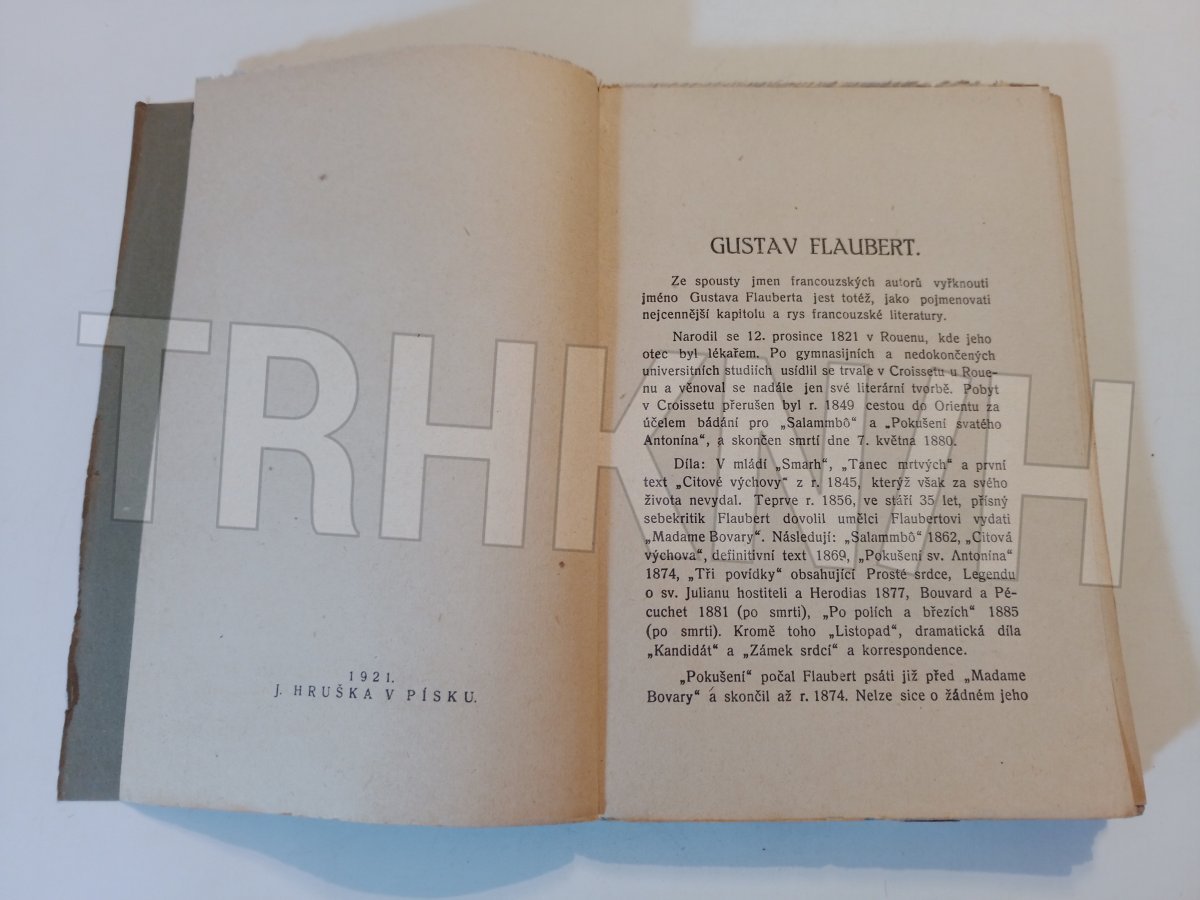 1921.
J. HRUŠKA V PÍSKU.
GUSTAV FLAUBERT.
Ze spousty jmen francouzských autorů vyřknouti
jméno Gustava Flauberta jest totéž, jako pojmenovati
nejcennější kapitolu a rys francouzské literatury.
Narodil se 12. prosince 1821 v Rouenu, kde jeho
otec byl lékařem. Po gymnasijních a nedokončených
universitních studiích usídlil se trvale v Croissetu u Roue-
nu a věnoval se nadále jen své literární tvorbě. Pobyt
v Croissetu přerušen byl r. 1849 cestou do Orientu za
účelem bádání pro „Salammbô“ a „Pokušení svatého
Antonína“, a skončen smrtí dne 7. května 1880.
Díla: V mládí „Smarh“, „Tanec mrtvých“ a první
text „Citové výchovy“ z r. 1845, kterýž však za svého
života nevydal. Teprve r. 1856, ve stáří 35 let, přísný
sebekritik Flaubert dovolil umělci Flaubertovi vydati
„Madame Bovary“. Následují: „Salammbô“ 1862, „Citová
výchova“, definitivní text 1869, „Pokušení sv. Antonína“
1874, „Tři povídky“ obsahující Prosté srdce, Legendu
o sv. Julianu hostiteli a Herodias 1877, Bouvard a Pé-
cuchet 1881 (po smrti), „Po polích a březích“ 1885
(po smrti). Kromě toho „Listopad“, dramatická díla
„Kandidát“ a „Zámek srdcí“ a korrespondence.
„Pokušení“ počal Flaubert psáti již před „Madame
Bovary“ a skončil až r. 1874. Nelze sice o žádném jeho
TRHKNIH